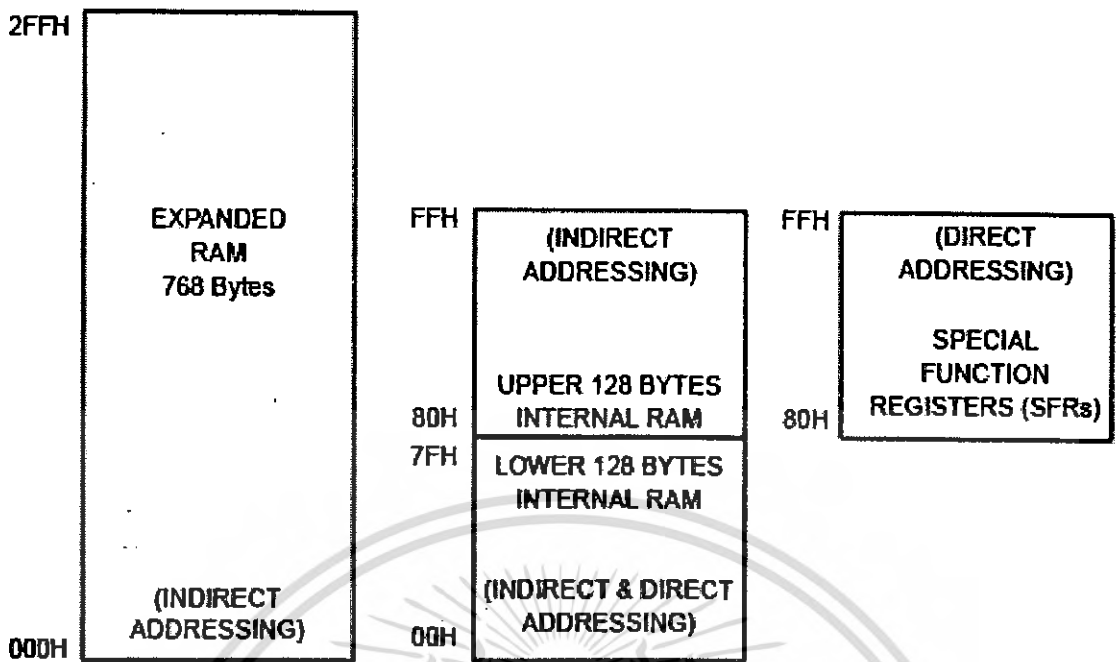 2FFH
EXPANDED
RAM
768 Bytes
(INDIRECT
ADDRESSING)
000H
FFH
(INDIRECT
ADDRESSING)
UPPER 128 BYTES
INTERNAL RAM
80H
7FH
LOWER 128 BYTES
INTERNAL RAM
(INDIRECT & DIRECT
ADDRESSING)
00H
FFH
(DIRECT
ADDRESSING)
SPECIAL
FUNCTION
REGISTERS (SFRs)
80H